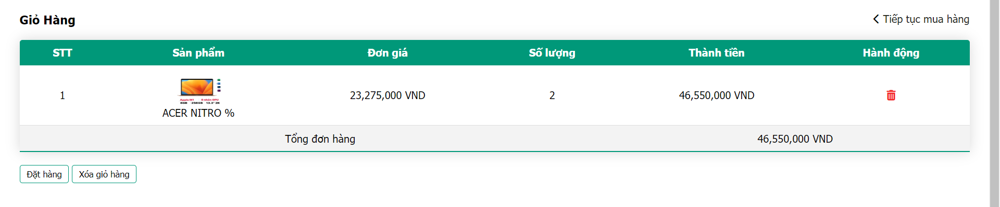 Giỏ Hàng
Tiếp tục mua hàng
STT Sản phẩm Đơn giá Số lượng Thành tiền Hành động
Apple M1 8 nhân GPU
8GB 256GB 13.3" 2K
1 ACER NITRO % 23,275,000 VND 2 46,550,000 VND
Tổng đơn hàng 46,550,000 VND
Đặt hàng Xóa giỏ hàng